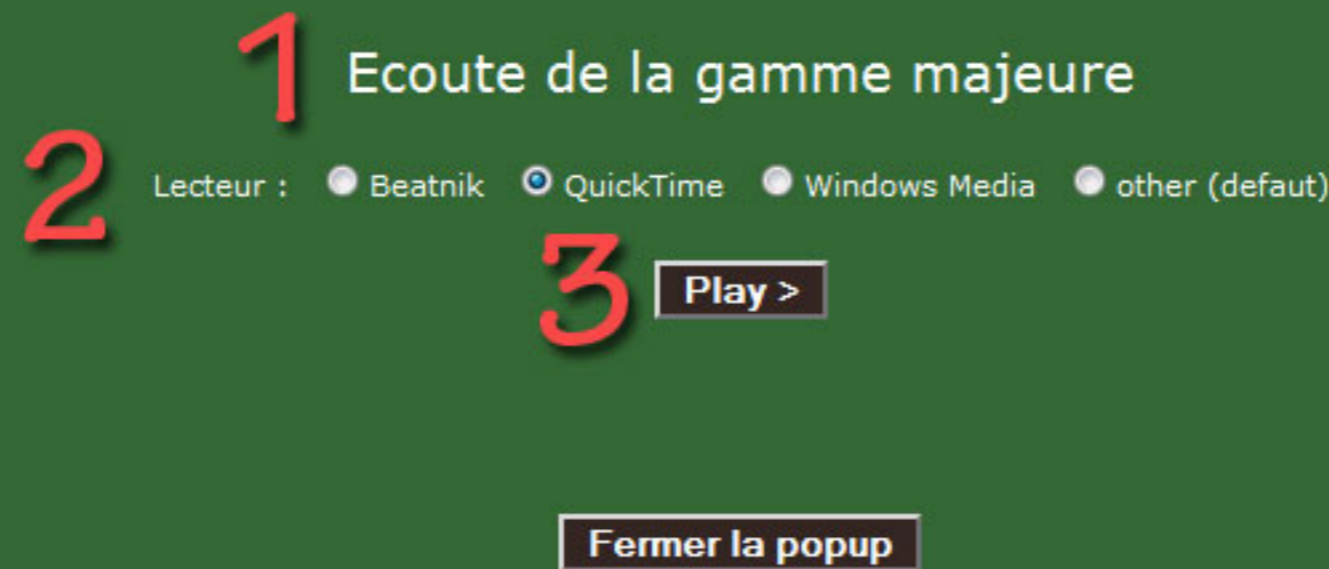 1 Ecoute de la gamme majeure
2 Lecteur : Beatnik QuickTime Windows Media other (defaut)
3 Play >
Fermer la popup